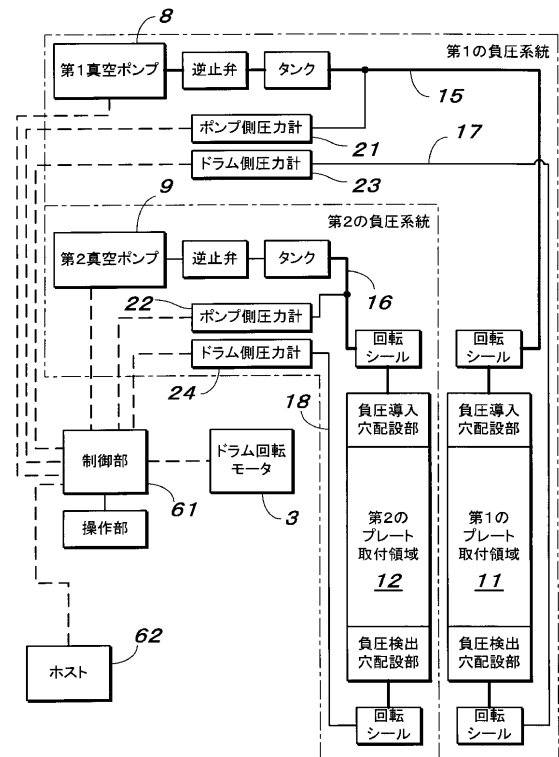 8
第1の負圧系統
第1真空ポンプ
逆止弁
タンク
15
ポンプ側圧力計
21
17
ドラム側圧力計
23
9
第2の負圧系統
第2真空ポンプ
逆止弁
タンク
16
22
ポンプ側圧力計
回転
シール
回転
シール
ドラム側圧力計
24
18
負圧導入
穴配設部
負圧導入
穴配設部
制御部
61
ドラム回転
モータ
3
操作部
第2の
プレート
取付領域
12
第1の
プレート
取付領域
11
62
ホスト
負圧検出
穴配設部
負圧検出
穴配設部
回転
シール
回転
シール